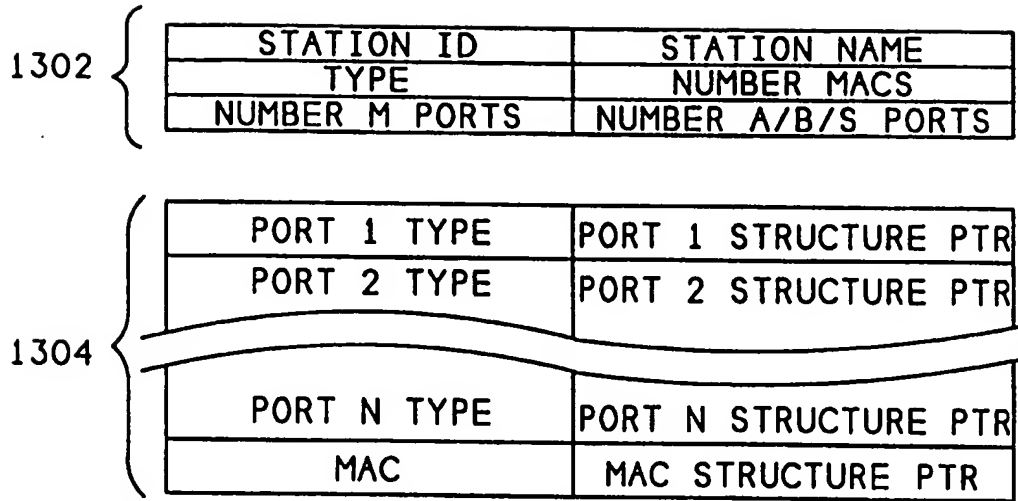 1302
STATION ID STATION NAME
TYPE NUMBER MACS
NUMBER M PORTS NUMBER A/B/S PORTS
1304
PORT 1 TYPE PORT 1 STRUCTURE PTR
PORT 2 TYPE PORT 2 STRUCTURE PTR
PORT N TYPE PORT N STRUCTURE PTR
MAC MAC STRUCTURE PTR